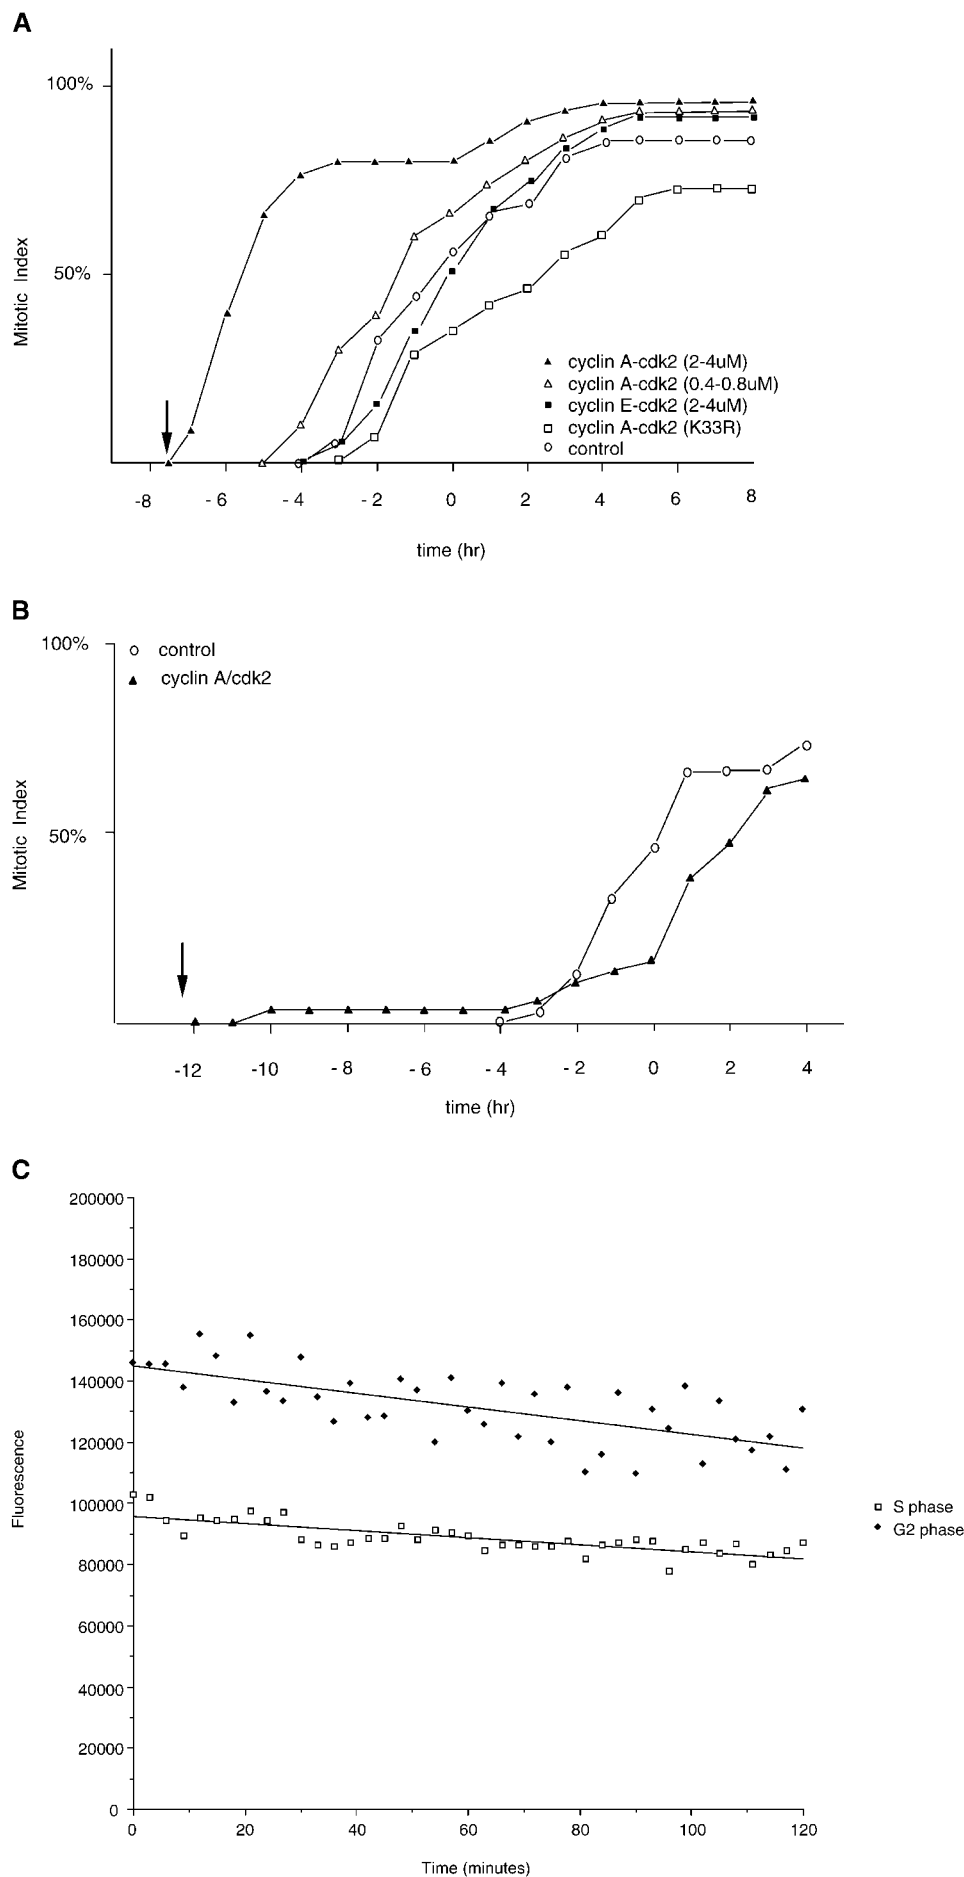 A
100%
50%
Mitotic Index
cyclin A-cdk2 (2-4uM)
cyclin A-cdk2 (0.4-0.8uM)
cyclin E-cdk2 (2-4uM)
cyclin A-cdk2 (K33R)
control
-8 - 6 - 4 - 2 0 2 4 6 8
time (hr)
B
100%
50%
Mitotic Index
control
cyclin A/cdk2
-12 -10 - 8 - 6 - 4 - 2 0 2 4
time (hr)
C
200000
180000
160000
140000
120000
100000
80000
60000
40000
20000
0
Fluorescence
S phase
G2 phase
0 20 40 60 80 100 120
Time (minutes)